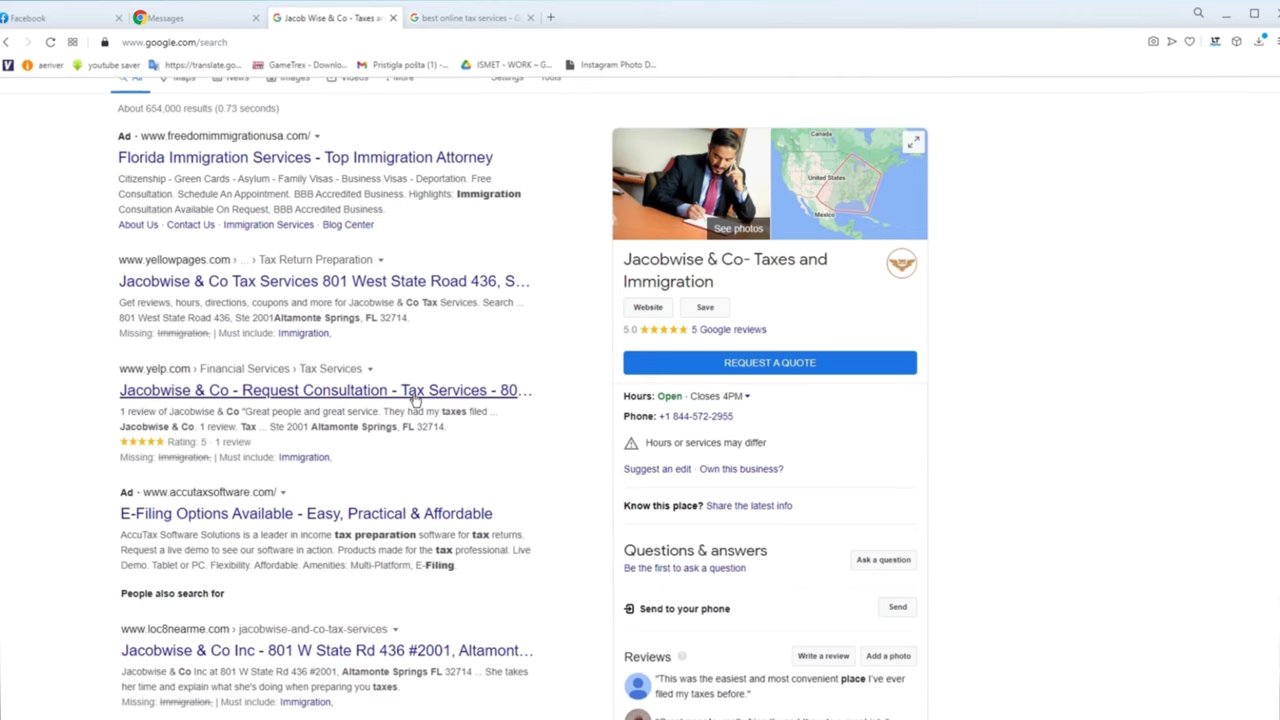 Facebook
Messages
Jacob Wise & Co - Taxes a
best online tax services - G
www.google.com/search
aeriver
youtube saver
https://translate.go...
GameTrex - Downlo...
Pristigla pošta (1) -...
ISMET - WORK – G...
Instagram Photo D...
All
Maps
News
Images
Videos
More
Settings
Tools
About 654,000 results (0.73 seconds)
Ad · www.freedomimmigrationusa.com/
Florida Immigration Services - Top Immigration Attorney
Citizenship - Green Cards - Asylum - Family Visas - Business Visas - Deportation. Free
Consultation. Schedule An Appointment. BBB Accredited Business. Highlights: Immigration
Consultation Available On Request, BBB Accredited Business.
About Us · Contact Us · Immigration Services · Blog Center
www.yellowpages.com › ... › Tax Return Preparation
Jacobwise & Co Tax Services 801 West State Road 436, S...
Get reviews, hours, directions, coupons and more for Jacobwise & Co Tax Services. Search ...
801 West State Road 436, Ste 2001Altamonte Springs, FL 32714.
Missing: Immigration, | Must include: Immigration,
www.yelp.com › Financial Services › Tax Services
Jacobwise & Co - Request Consultation - Tax Services - 80...
1 review of Jacobwise & Co "Great people and great service. They had my taxes filed ...
Jacobwise & Co. 1 review. Tax ... Ste 2001 Altamonte Springs, FL 32714.
Rating: 5 · 1 review
Missing: Immigration, | Must include: Immigration,
Ad · www.accutaxsoftware.com/
E-Filing Options Available - Easy, Practical & Affordable
AccuTax Software Solutions is a leader in income tax preparation software for tax returns.
Request a live demo to see our software in action. Products made for the tax professional. Live
Demo. Tablet or PC. Flexibility. Affordable. Amenities: Multi-Platform, E-Filing.
People also search for
www.loc8nearme.com › jacobwise-and-co-tax-services
Jacobwise & Co Inc - 801 W State Rd 436 #2001, Altamont...
Jacobwise & Co Inc at 801 W State Rd 436 #2001, Altamonte Springs FL 32714 ... She takes
her time and explain what she's doing when preparing you taxes.
Missing: Immigration, | Must include: Immigration,
Canada
United States
Mexico
See photos
Jacobwise & Co- Taxes and
Immigration
Website
Save
5.0 5 Google reviews
REQUEST A QUOTE
Hours: Open · Closes 4PM
Phone: +1 844-572-2955
Hours or services may differ
Suggest an edit · Own this business?
Know this place? Share the latest info
Questions & answers
Be the first to ask a question
Ask a question
Send to your phone
Send
Reviews
Write a review
Add a photo
"This was the easiest and most convenient place I've ever
filed my taxes before."